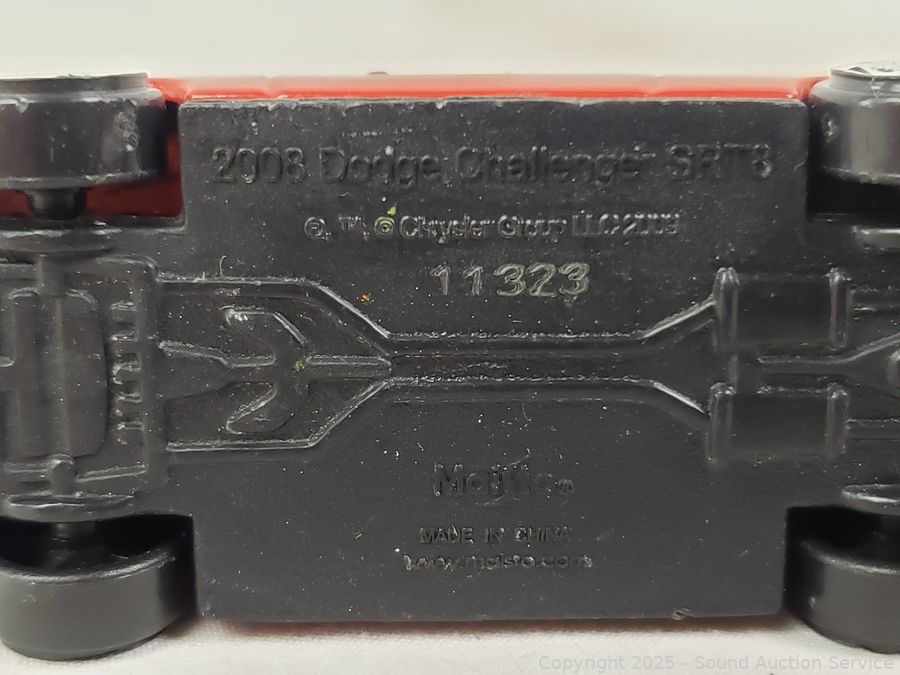 2008 Dodge Challenger SRT8
©, ™, ® Chrysler Group LLC 2009
11323
Maisto®
MADE IN CHINA
www.maisto.com
Copyright 2025 - Sound Auction Service